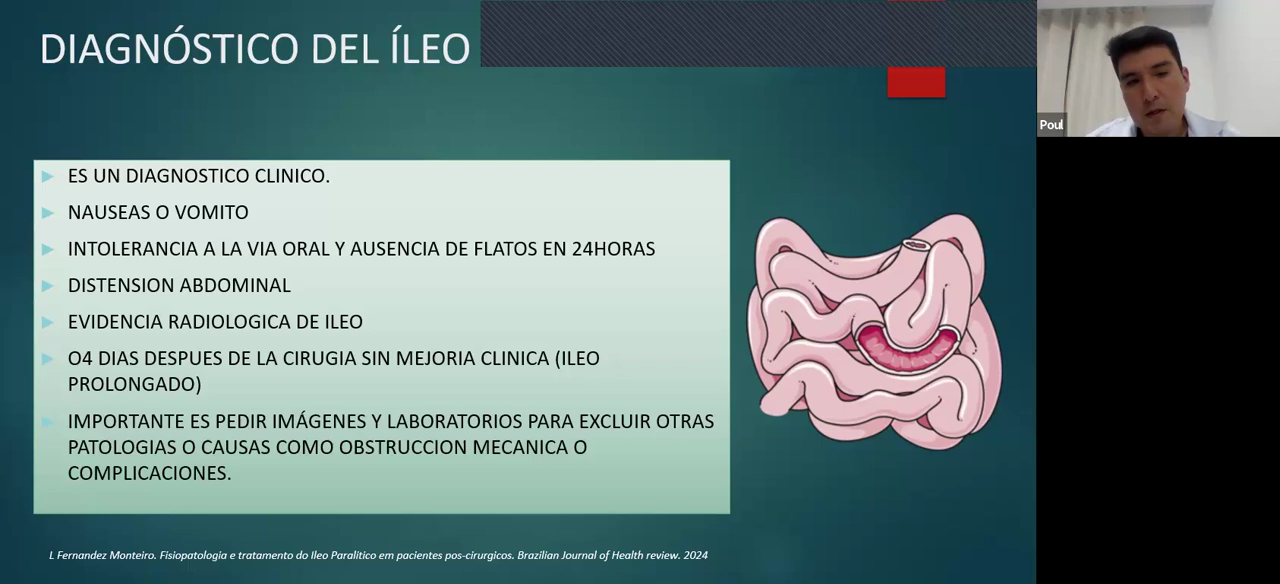 DIAGNÓSTICO DEL ÍLEO
ES UN DIAGNOSTICO CLINICO.
NAUSEAS O VOMITO
INTOLERANCIA A LA VIA ORAL Y AUSENCIA DE FLATOS EN 24HORAS
DISTENSION ABDOMINAL
EVIDENCIA RADIOLOGICA DE ILEO
O4 DIAS DESPUES DE LA CIRUGIA SIN MEJORIA CLINICA (ILEO
PROLONGADO)
IMPORTANTE ES PEDIR IMÁGENES Y LABORATORIOS PARA EXCLUIR OTRAS
PATOLOGIAS O CAUSAS COMO OBSTRUCCION MECANICA O
COMPLICACIONES.
L Fernandez Monteiro. Fisiopatologia e tratamento do Ileo Paralítico em pacientes pos-cirurgicos. Brazilian Journal of Health review. 2024
Poul